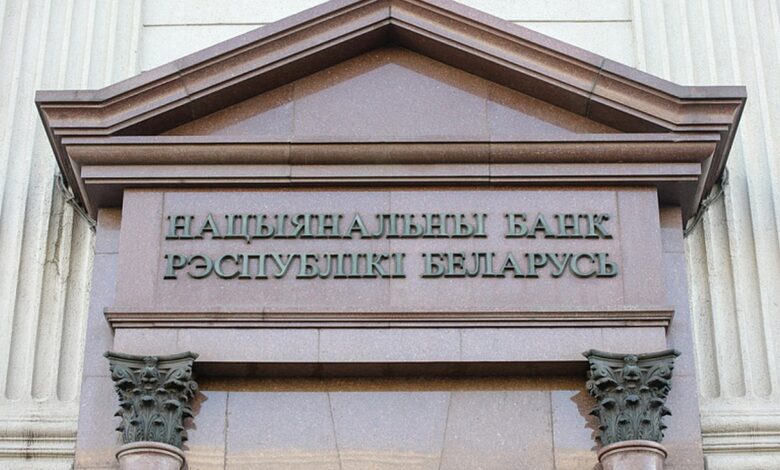 НАЦЫЯНАЛЬНЫ БАНК
РЭСПУБЛІКІ БЕЛАРУСЬ